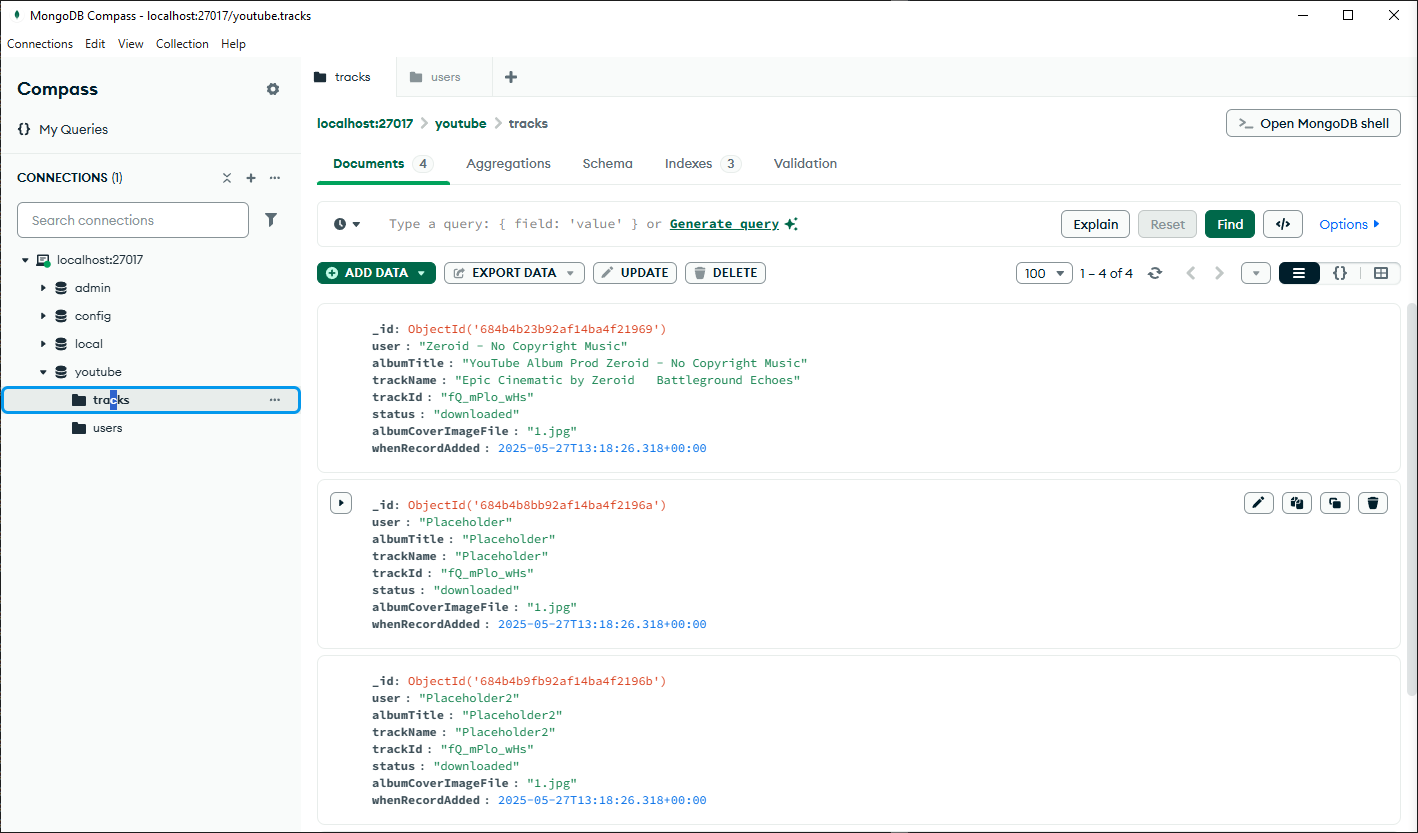 MongoDB Compass - localhost:27017/youtube.tracks
Connections Edit View Collection Help
Compass
{} My Queries
CONNECTIONS (1)
Search connections
localhost:27017
admin
config
local
youtube
tracks
users
tracks users
localhost:27017 > youtube > tracks
>_ Open MongoDB shell
Documents 4 Aggregations Schema Indexes 3 Validation
Type a query: { field: 'value' } or Generate query
Explain Reset Find </> Options
ADD DATA EXPORT DATA UPDATE DELETE
100 1 – 4 of 4 {}
_id: ObjectId('684b4b23b92af14ba4f21969')
user : "Zeroid - No Copyright Music"
albumTitle : "YouTube Album Prod Zeroid - No Copyright Music"
trackName : "Epic Cinematic by Zeroid   Battleground Echoes"
trackId : "fQ_mPlo_wHs"
status : "downloaded"
albumCoverImageFile : "1.jpg"
whenRecordAdded : 2025-05-27T13:18:26.318+00:00
_id: ObjectId('684b4b8bb92af14ba4f2196a')
user : "Placeholder"
albumTitle : "Placeholder"
trackName : "Placeholder"
trackId : "fQ_mPlo_wHs"
status : "downloaded"
albumCoverImageFile : "1.jpg"
whenRecordAdded : 2025-05-27T13:18:26.318+00:00
_id: ObjectId('684b4b9fb92af14ba4f2196b')
user : "Placeholder2"
albumTitle : "Placeholder2"
trackName : "Placeholder2"
trackId : "fQ_mPlo_wHs"
status : "downloaded"
albumCoverImageFile : "1.jpg"
whenRecordAdded : 2025-05-27T13:18:26.318+00:00